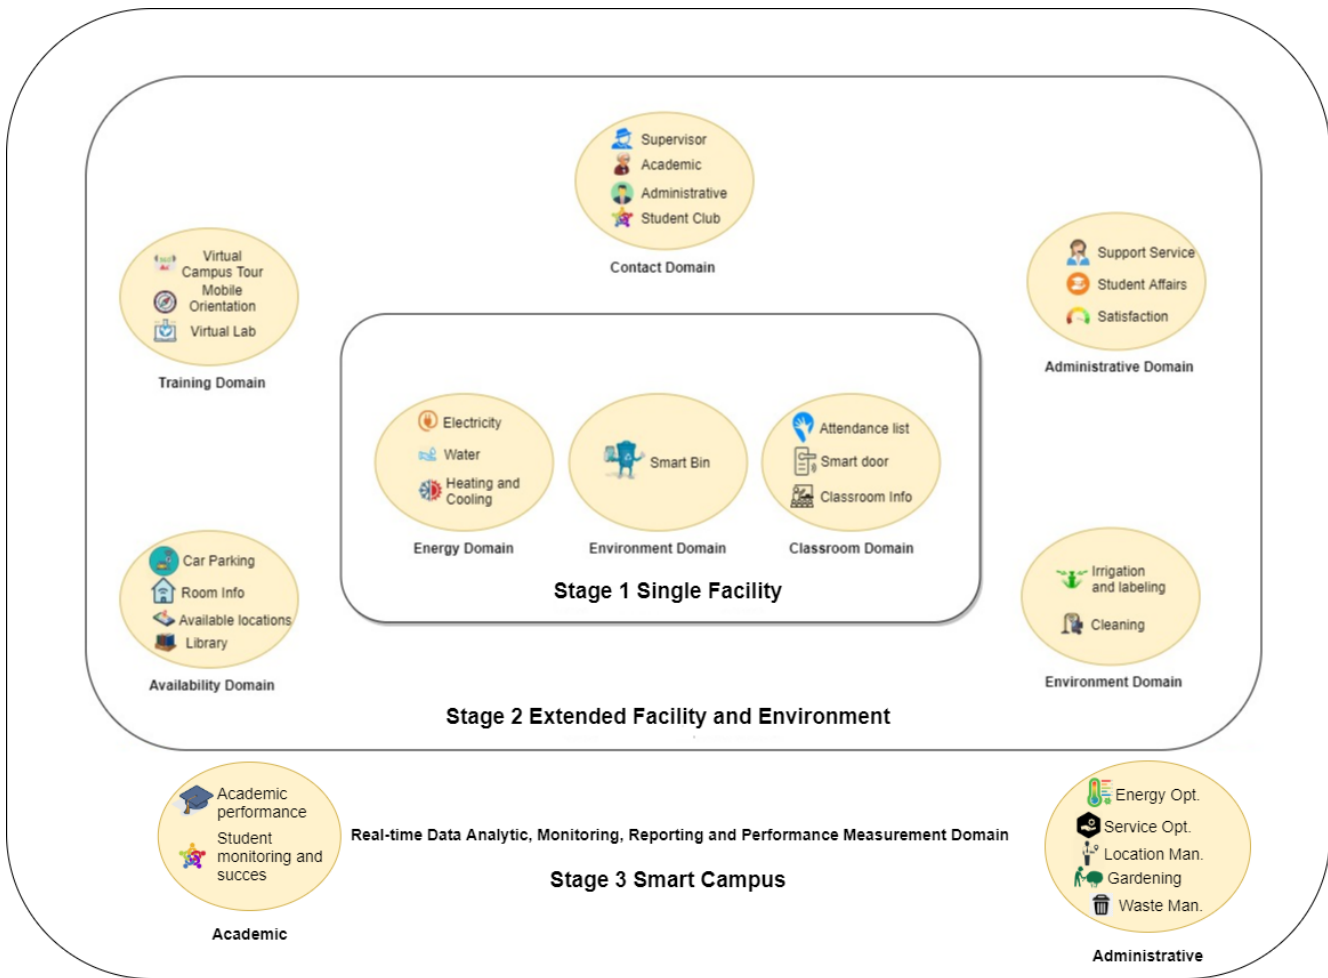 Supervisor
Academic
Administrative
Student Club
Contact Domain
Virtual
Campus Tour
Mobile
Orientation
Virtual Lab
Training Domain
Support Service
Student Affairs
Satisfaction
Administrative Domain
Electricity
Water
Heating and
Cooling
Energy Domain
Smart Bin
Environment Domain
Attendance list
Smart door
Classroom Info
Classroom Domain
Stage 1 Single Facility
Car Parking
Room Info
Available locations
Library
Availability Domain
Irrigation
and labeling
Cleaning
Environment Domain
Stage 2 Extended Facility and Environment
Academic
performance
Student
monitoring and
succes
Academic
Real-time Data Analytic, Monitoring, Reporting and Performance Measurement Domain
Stage 3 Smart Campus
Energy Opt.
Service Opt.
Location Man.
Gardening
Waste Man.
Administrative